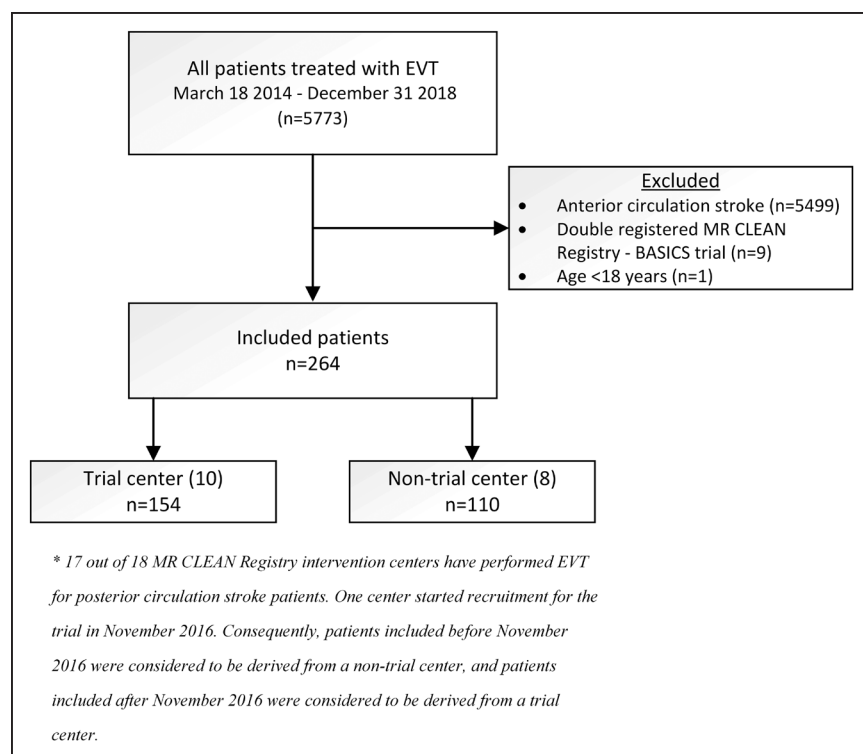 All patients treated with EVT
March 18 2014 - December 31 2018
(n=5773)
Excluded
• Anterior circulation stroke (n=5499)
• Double registered MR CLEAN
Registry - BASICS trial (n=9)
• Age <18 years (n=1)
Included patients
n=264
Trial center (10)
n=154
Non-trial center (8)
n=110
* 17 out of 18 MR CLEAN Registry intervention centers have performed EVT
for posterior circulation stroke patients. One center started recruitment for the
trial in November 2016. Consequently, patients included before November
2016 were considered to be derived from a non-trial center, and patients
included after November 2016 were considered to be derived from a trial
center.